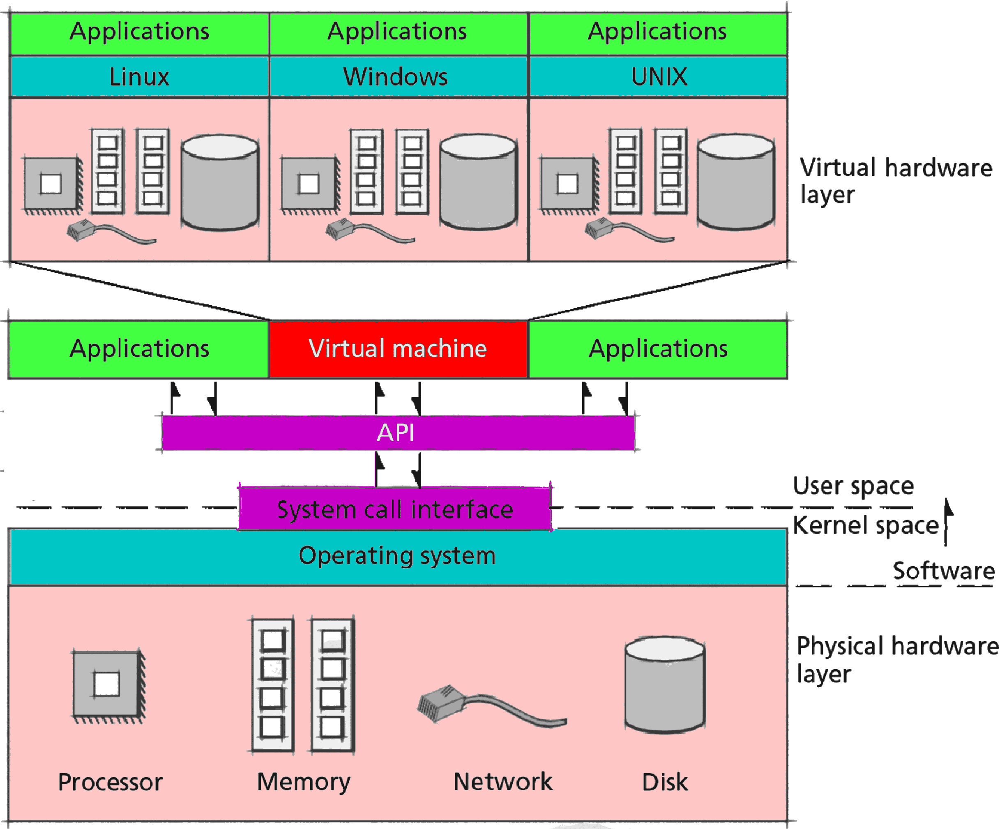 Applications
Applications
Applications
Linux
Windows
UNIX
Virtual hardware
layer
Applications
Virtual machine
Applications
API
User space
System call interface
Kernel space
Operating system
Software
Physical hardware
layer
Processor
Memory
Network
Disk